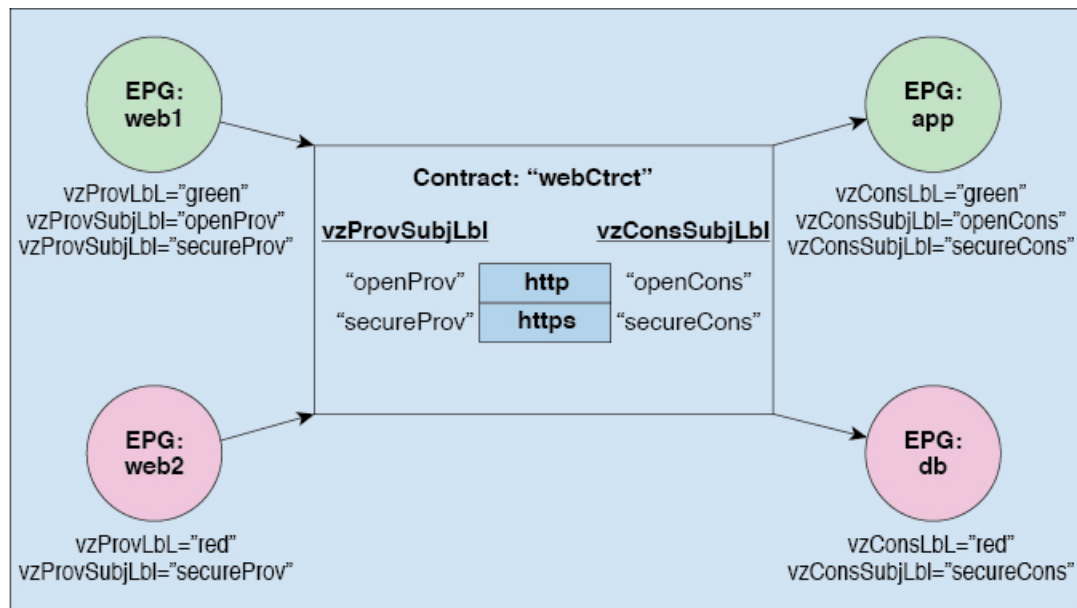 EPG:
web1
vzProvLbL=”green”
vzProvSubjLbl=”openProv”
vzProvSubjLbl=”secureProv”
EPG:
app
vzConsLbL=”green”
vzConsSubjLbl=”openCons”
vzConsSubjLbl=”secureCons”
Contract: “webCtrct”
vzProvSubjLbl vzConsSubjLbl
“openProv” http “openCons”
“secureProv” https “secureCons”
EPG:
web2
vzProvLbL=”red”
vzProvSubjLbl=”secureProv”
EPG:
db
vzConsLbL=”red”
vzConsSubjLbl=”secureCons”